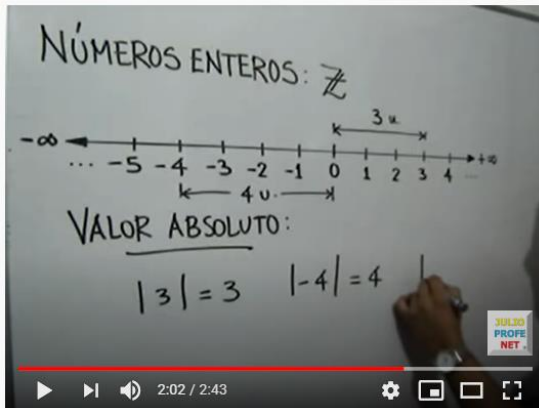 NÚMEROS ENTEROS: ℤ
3 u
-∞ +∞
... -5 -4 -3 -2 -1 0 1 2 3 4 ...
4 u.
VALOR ABSOLUTO:
|3| = 3 |-4| = 4 |
JULIO
PROFE
NET
2:02 / 2:43